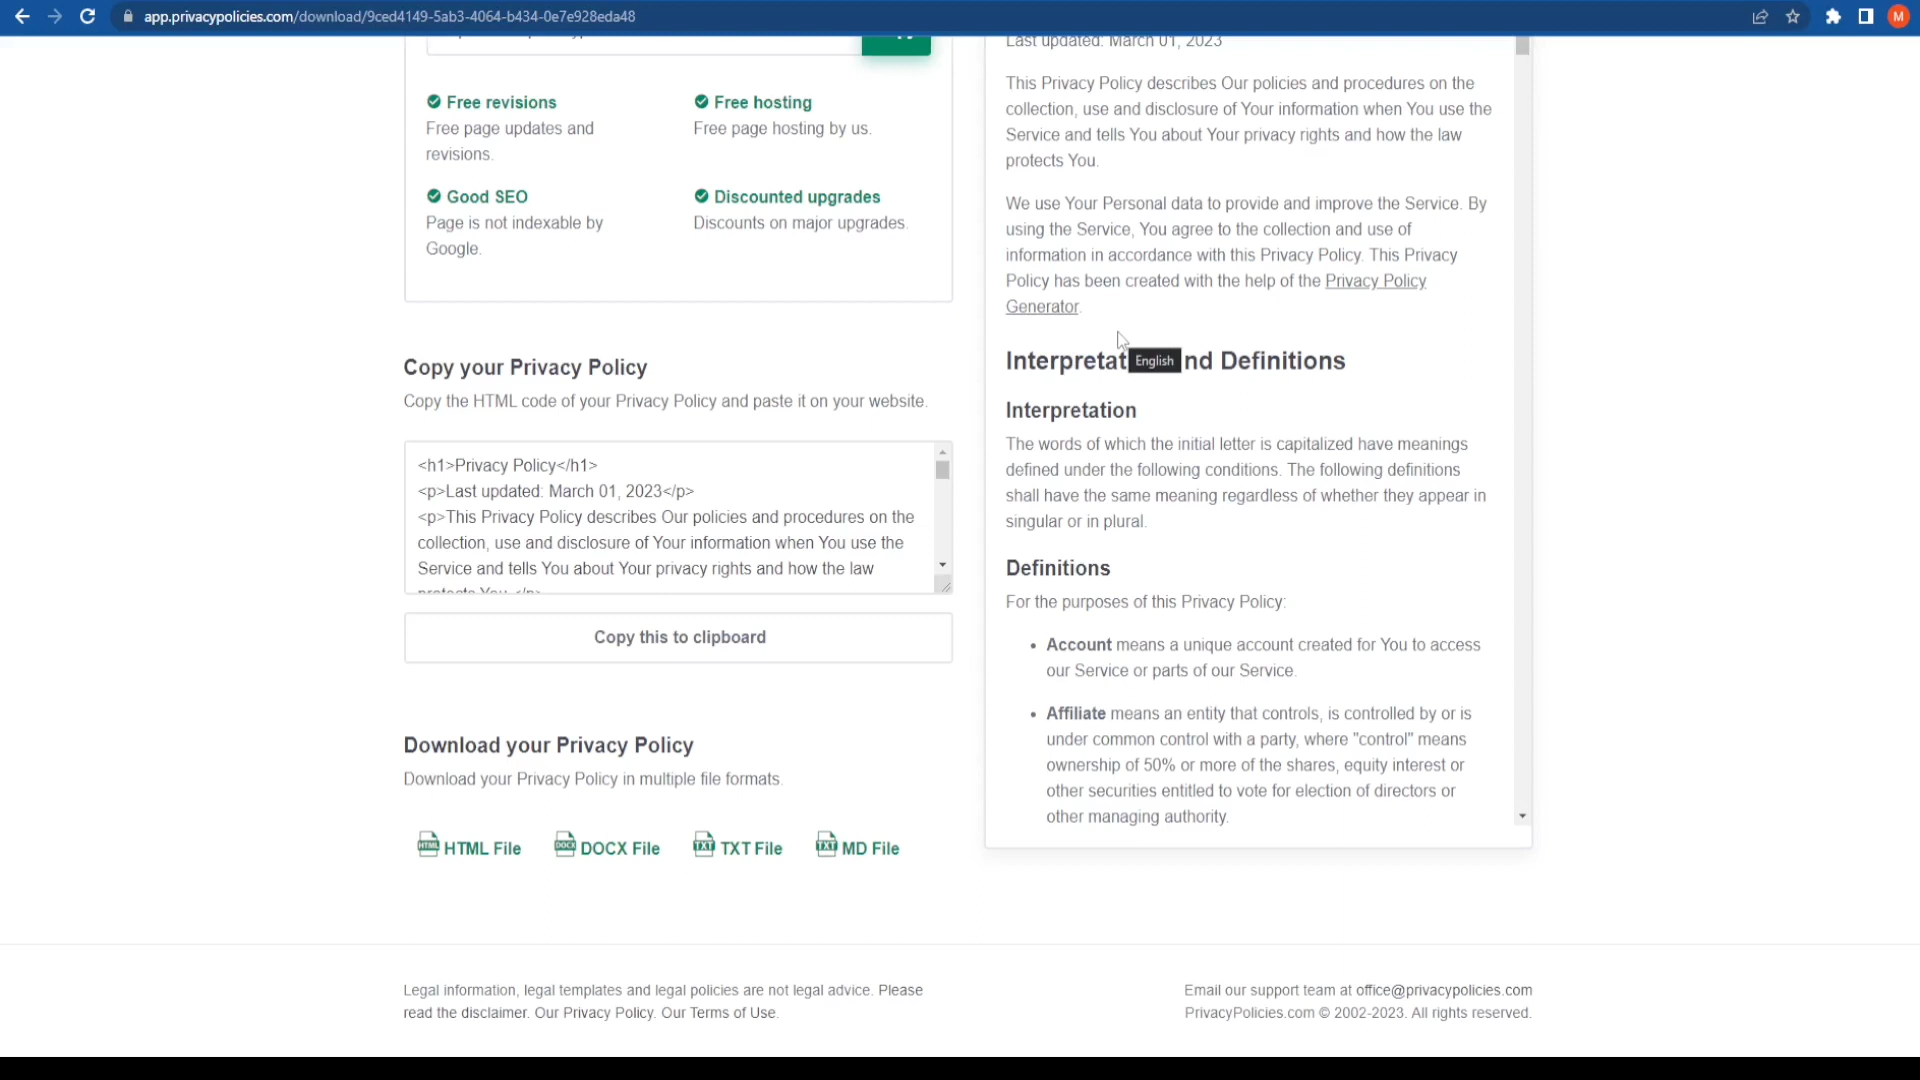 app.privacypolicies.com/download/9ced4149-5ab3-4064-b434-0e7e928eda48
M
Free revisions
Free page updates and
revisions.
Free hosting
Free page hosting by us.
Good SEO
Page is not indexable by
Google.
Discounted upgrades
Discounts on major upgrades.
Copy your Privacy Policy
Copy the HTML code of your Privacy Policy and paste it on your website.
<h1>Privacy Policy</h1>
<p>Last updated: March 01, 2023</p>
<p>This Privacy Policy describes Our policies and procedures on the
collection, use and disclosure of Your information when You use the
Service and tells You about Your privacy rights and how the law
protects You.</p>
Copy this to clipboard
Download your Privacy Policy
Download your Privacy Policy in multiple file formats.
HTML HTML File
DOCX DOCX File
TXT TXT File
TXT MD File
Last updated: March 01, 2023
This Privacy Policy describes Our policies and procedures on the
collection, use and disclosure of Your information when You use the
Service and tells You about Your privacy rights and how the law
protects You.
We use Your Personal data to provide and improve the Service. By
using the Service, You agree to the collection and use of
information in accordance with this Privacy Policy. This Privacy
Policy has been created with the help of the Privacy Policy
Generator.
Interpretat English nd Definitions
Interpretation
The words of which the initial letter is capitalized have meanings
defined under the following conditions. The following definitions
shall have the same meaning regardless of whether they appear in
singular or in plural.
Definitions
For the purposes of this Privacy Policy:
• Account means a unique account created for You to access
our Service or parts of our Service.
• Affiliate means an entity that controls, is controlled by or is
under common control with a party, where "control" means
ownership of 50% or more of the shares, equity interest or
other securities entitled to vote for election of directors or
other managing authority.
Legal information, legal templates and legal policies are not legal advice. Please
read the disclaimer. Our Privacy Policy. Our Terms of Use.
Email our support team at office@privacypolicies.com
PrivacyPolicies.com © 2002-2023. All rights reserved.